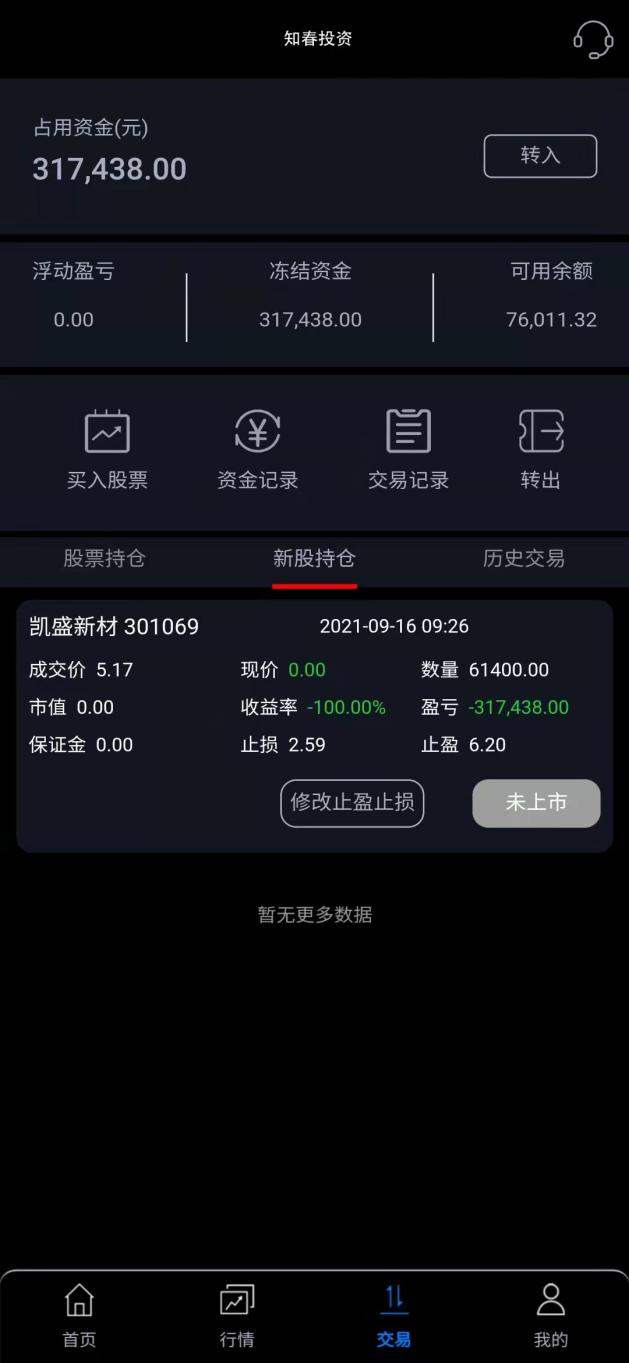 知春投资
占用资金(元)
317,438.00
转入
浮动盈亏 冻结资金 可用余额
0.00 317,438.00 76,011.32
买入股票 资金记录 交易记录 转出
股票持仓 新股持仓 历史交易
凯盛新材 301069 2021-09-16 09:26
成交价 5.17 现价 0.00 数量 61400.00
市值 0.00 收益率 -100.00% 盈亏 -317,438.00
保证金 0.00 止损 2.59 止盈 6.20
修改止盈止损 未上市
暂无更多数据
首页 行情 交易 我的